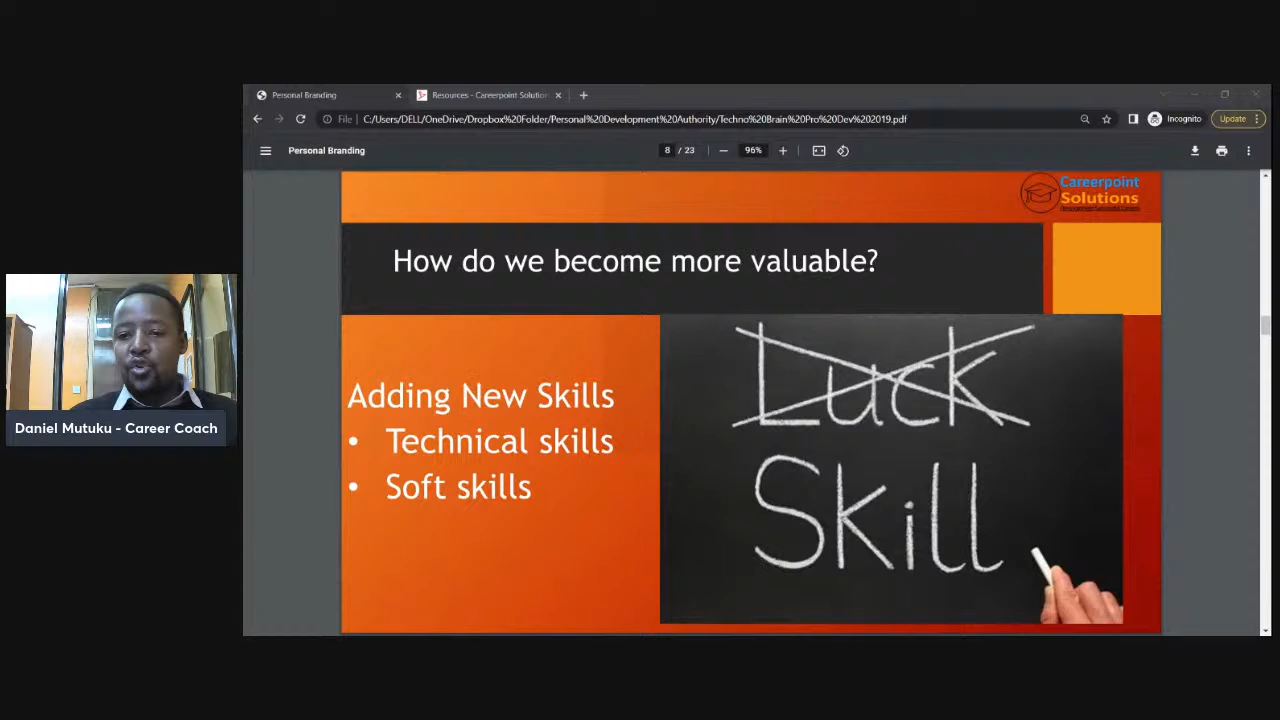 Personal Branding
Resources - Careerpoint Solution
File
C:/Users/DELL/OneDrive/Dropbox%20Folder/Personal%20Development%20Authority/Techno%20Brain%20Pro%20Dev%202019.pdf
Incognito
Update
Personal Branding
8 / 23
96%
Careerpoint
Solutions
How do we become more valuable?
Adding New Skills
• Technical skills
• Soft skills
Luck
Skill
Daniel Mutuku - Career Coach